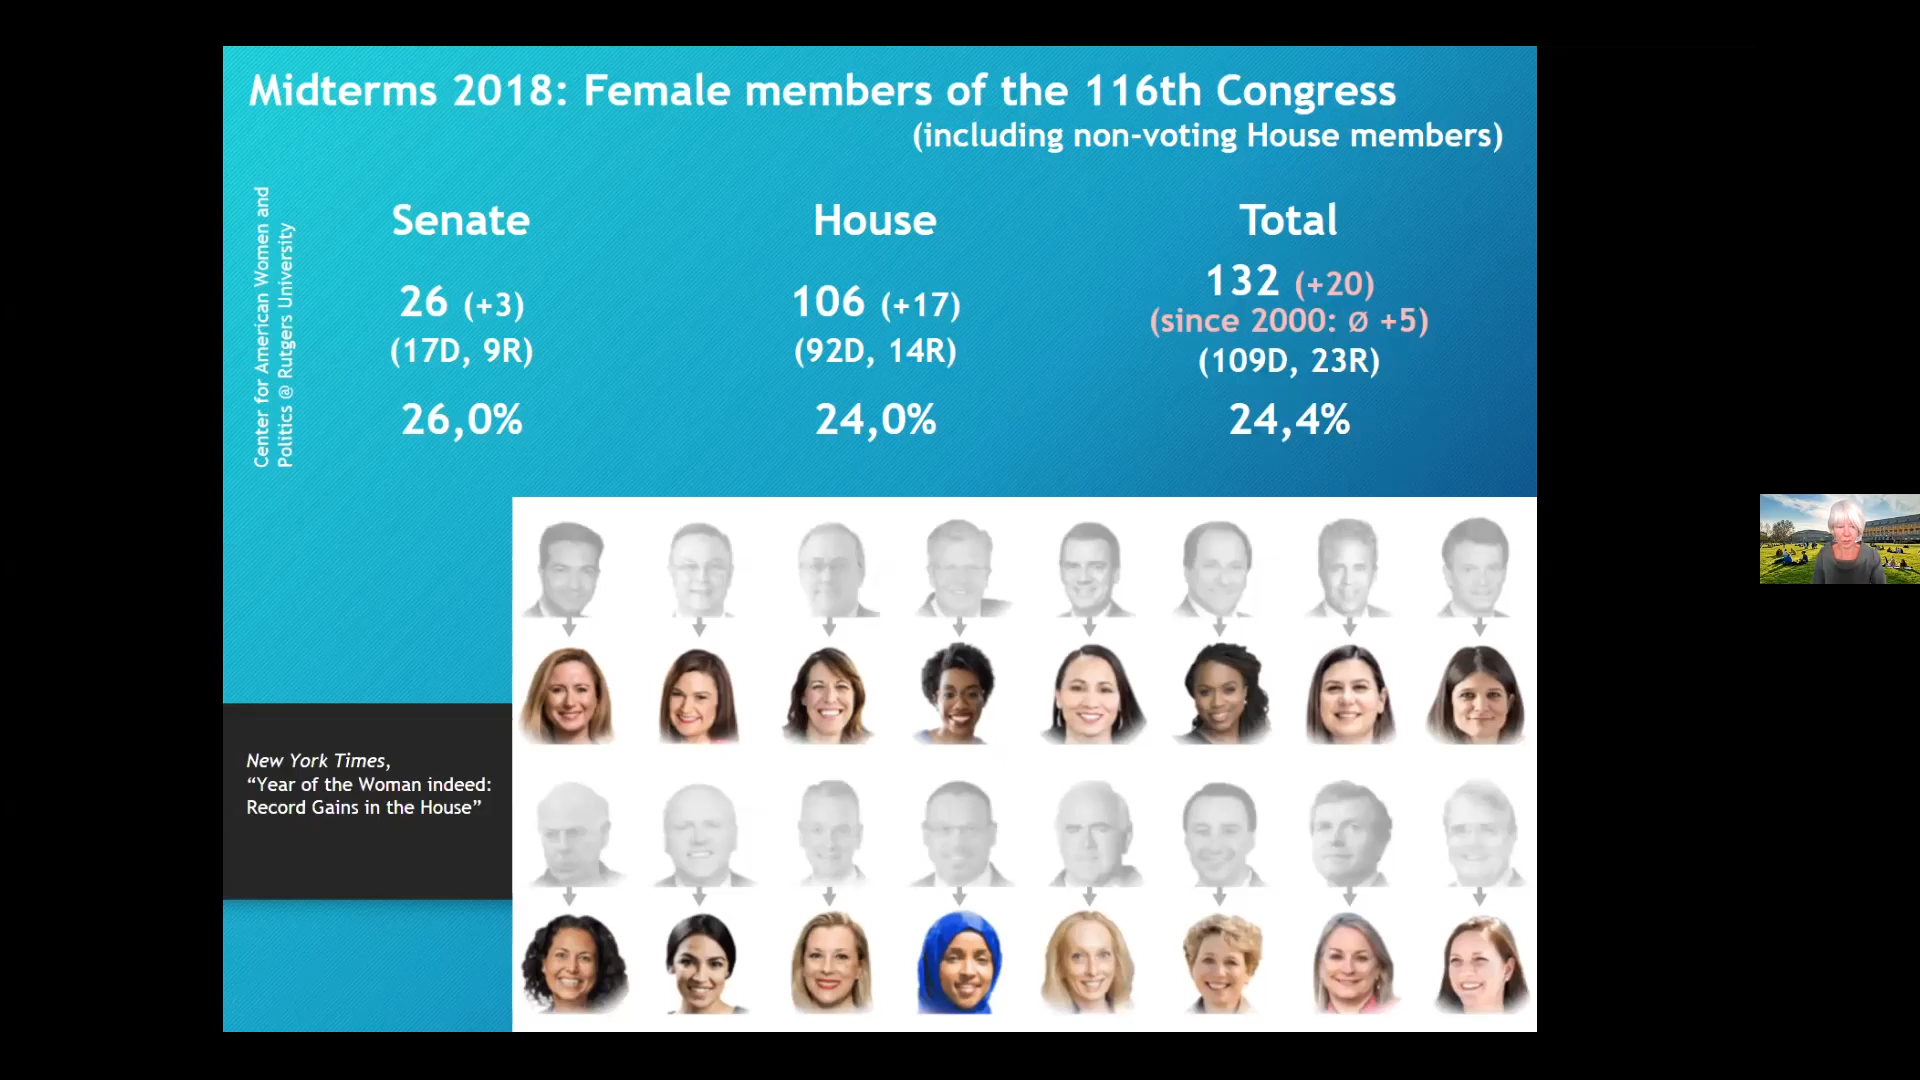 Midterms 2018: Female members of the 116th Congress
(including non-voting House members)
Center for American Women and
Politics @ Rutgers University
Senate
26 (+3)
(17D, 9R)
26,0%
House
106 (+17)
(92D, 14R)
24,0%
Total
132 (+20)
(since 2000: Ø +5)
(109D, 23R)
24,4%
New York Times,
“Year of the Woman indeed:
Record Gains in the House”